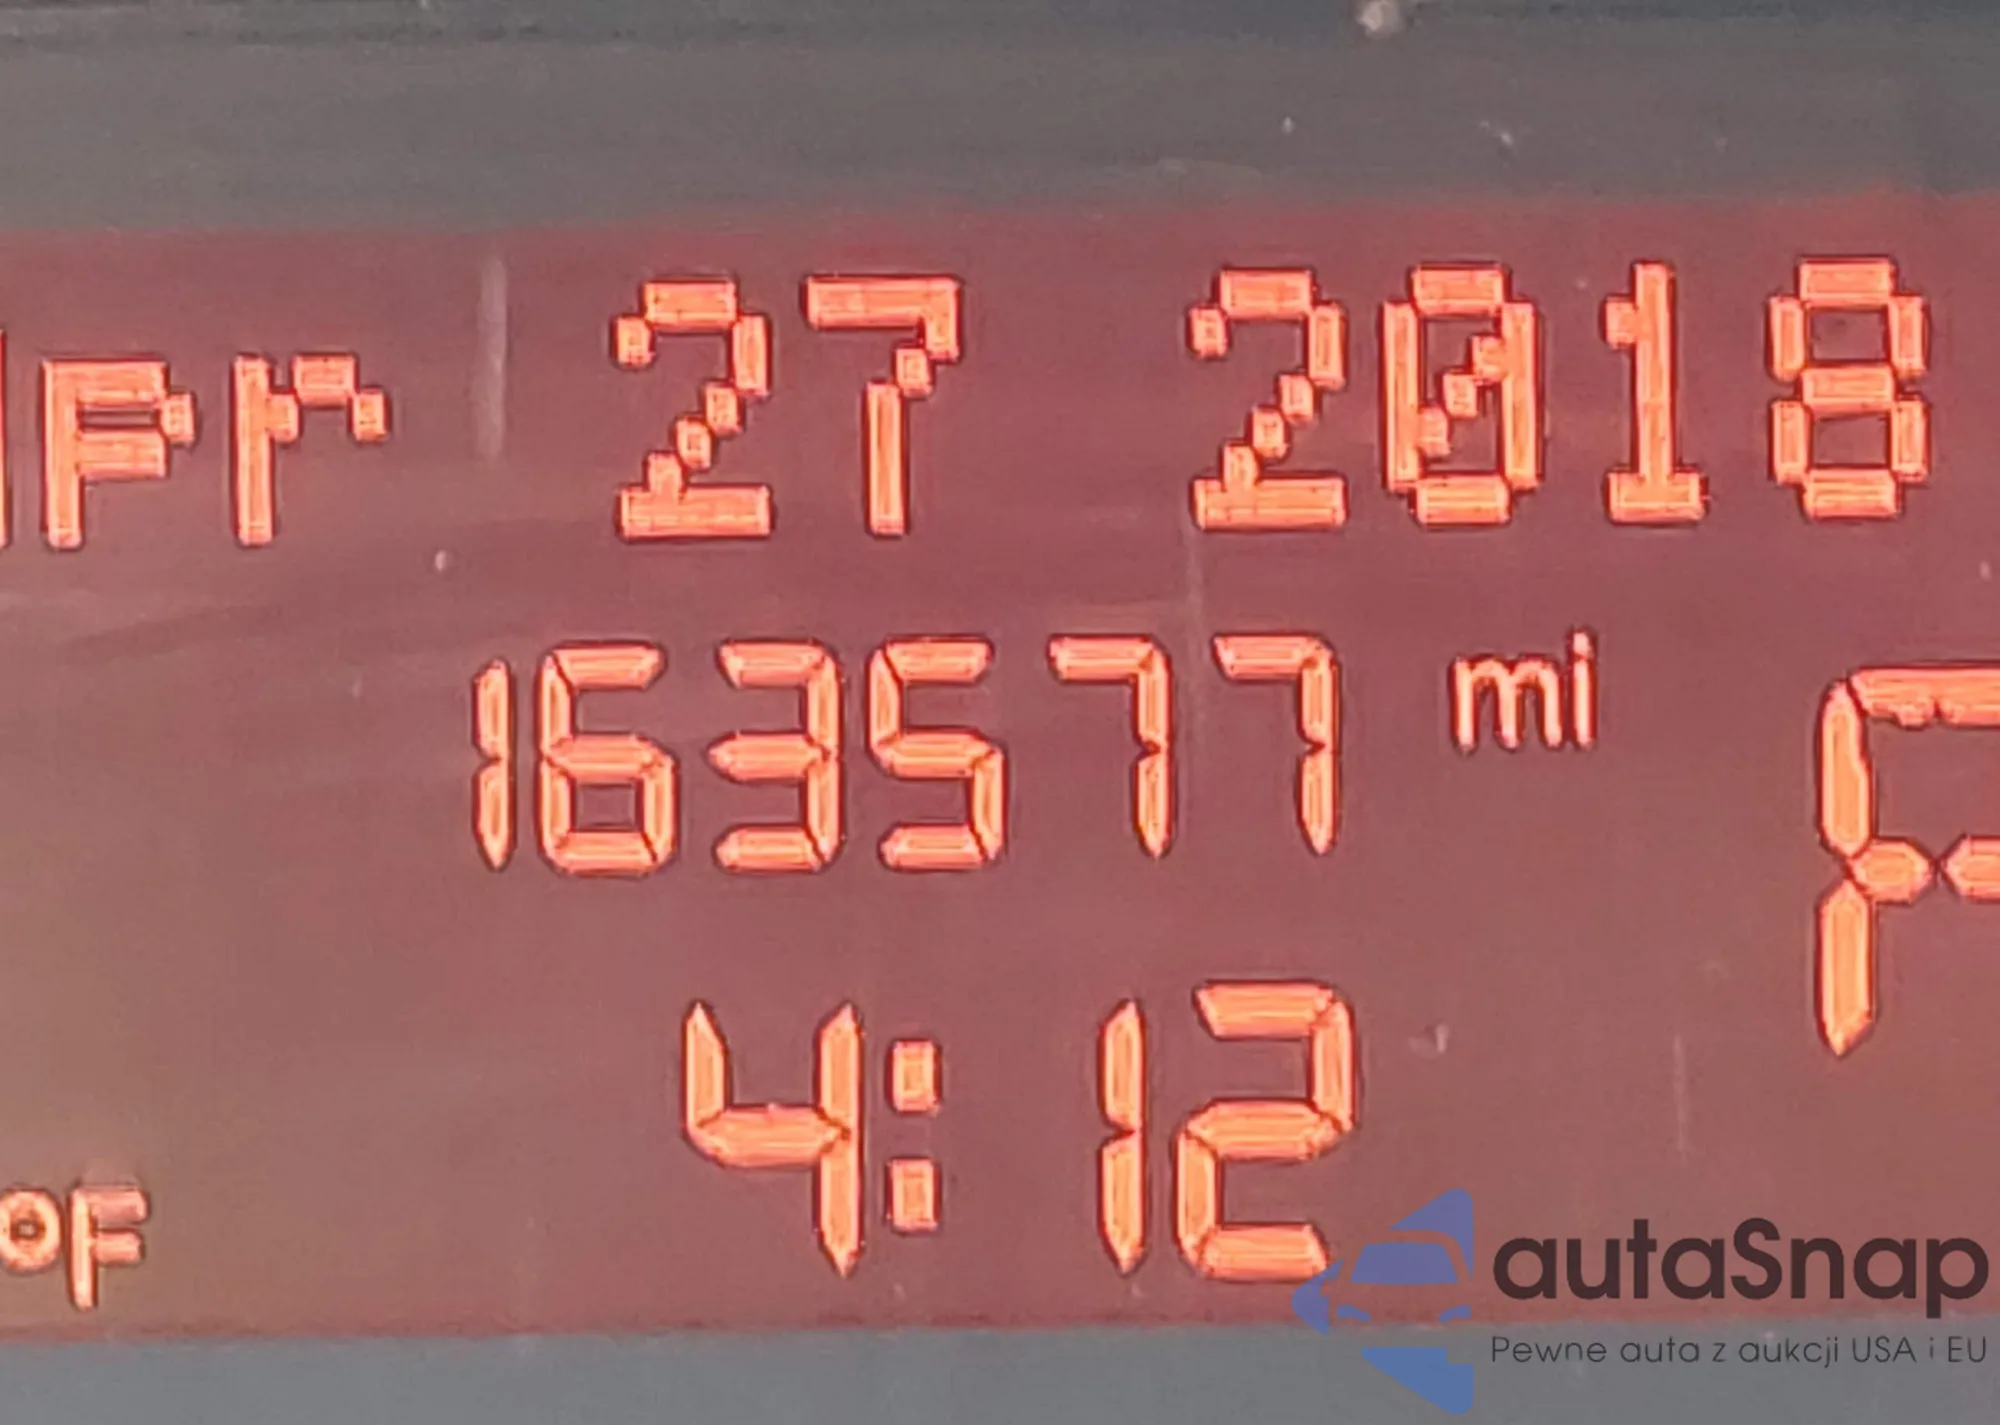 Apr 27 2018
163577 mi
4:12
°F
autaSnap
Pewne auta z aukcji USA i EU